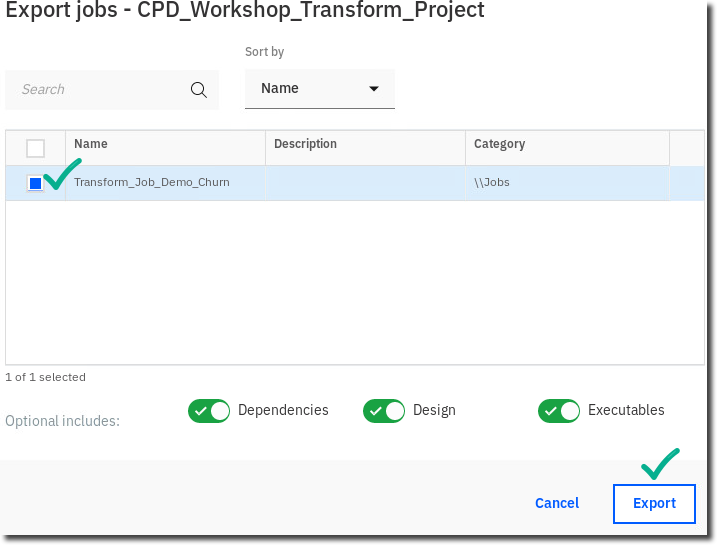 Export jobs - CPD_Workshop_Transform_Project
Sort by
Search
Name
Name Description Category
Transform_Job_Demo_Churn \\Jobs
1 of 1 selected
Optional includes: Dependencies Design Executables
Cancel Export